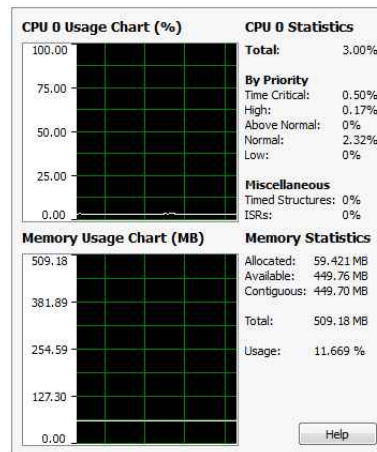 CPU 0 Usage Chart (%)
100.00
75.00
50.00
25.00
0.00
CPU 0 Statistics
Total: 3.00%
By Priority
Time Critical: 0.50%
High: 0.17%
Above Normal: 0%
Normal: 2.32%
Low: 0%
Miscellaneous
Timed Structures: 0%
ISRs: 0%
Memory Usage Chart (MB)
509.18
381.89
254.59
127.30
0.00
Memory Statistics
Allocated: 59.421 MB
Available: 449.76 MB
Contiguous: 449.70 MB
Total: 509.18 MB
Usage: 11.669 %
Help